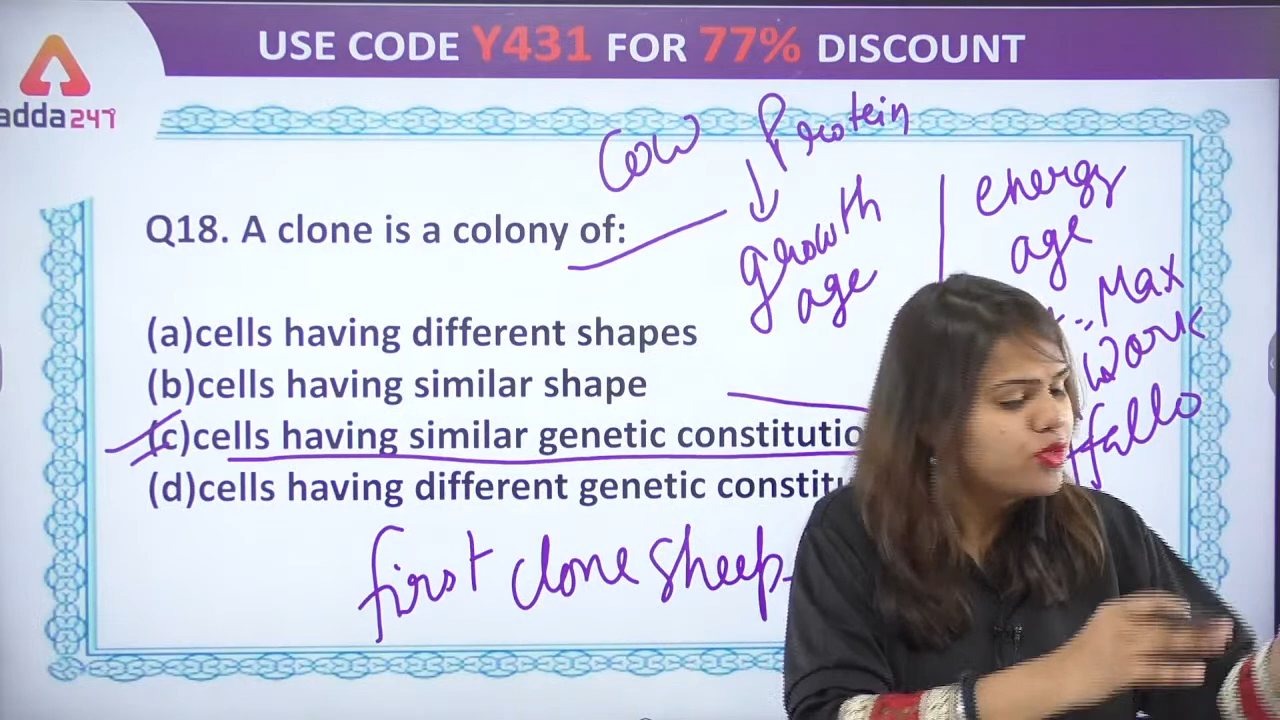 USE CODE Y431 FOR 77% DISCOUNT
adda247
Cow
Protein
growth
age
energy
age
Max
work
Q18. A clone is a colony of:
(a)cells having different shapes
(b)cells having similar shape
(c)cells having similar genetic constitutio
(d)cells having different genetic constitu
first clone sheep